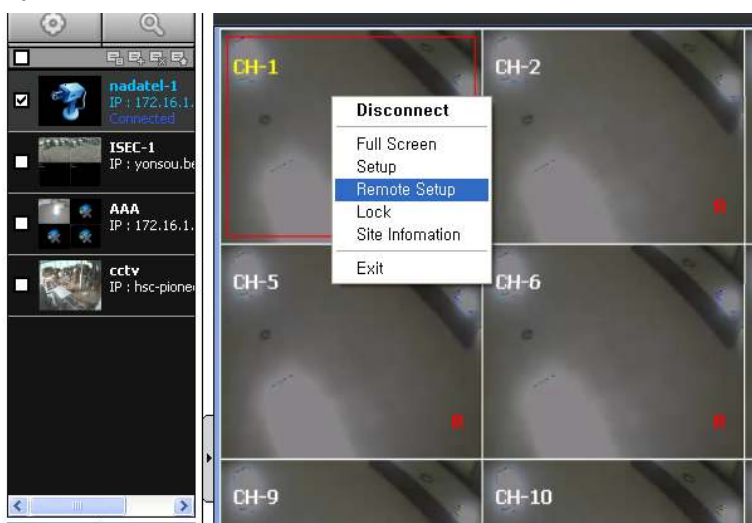 nadatel-1
IP : 172.16.1.
Connected
ISEC-1
IP : yonsou.be
AAA
IP : 172.16.1.
cctv
IP : hsc-pionee
CH-1
CH-2
Disconnect
Full Screen
Setup
Remote Setup
Lock
Site Infomation
Exit
R
CH-5
CH-6
R
R
CH-9
CH-10